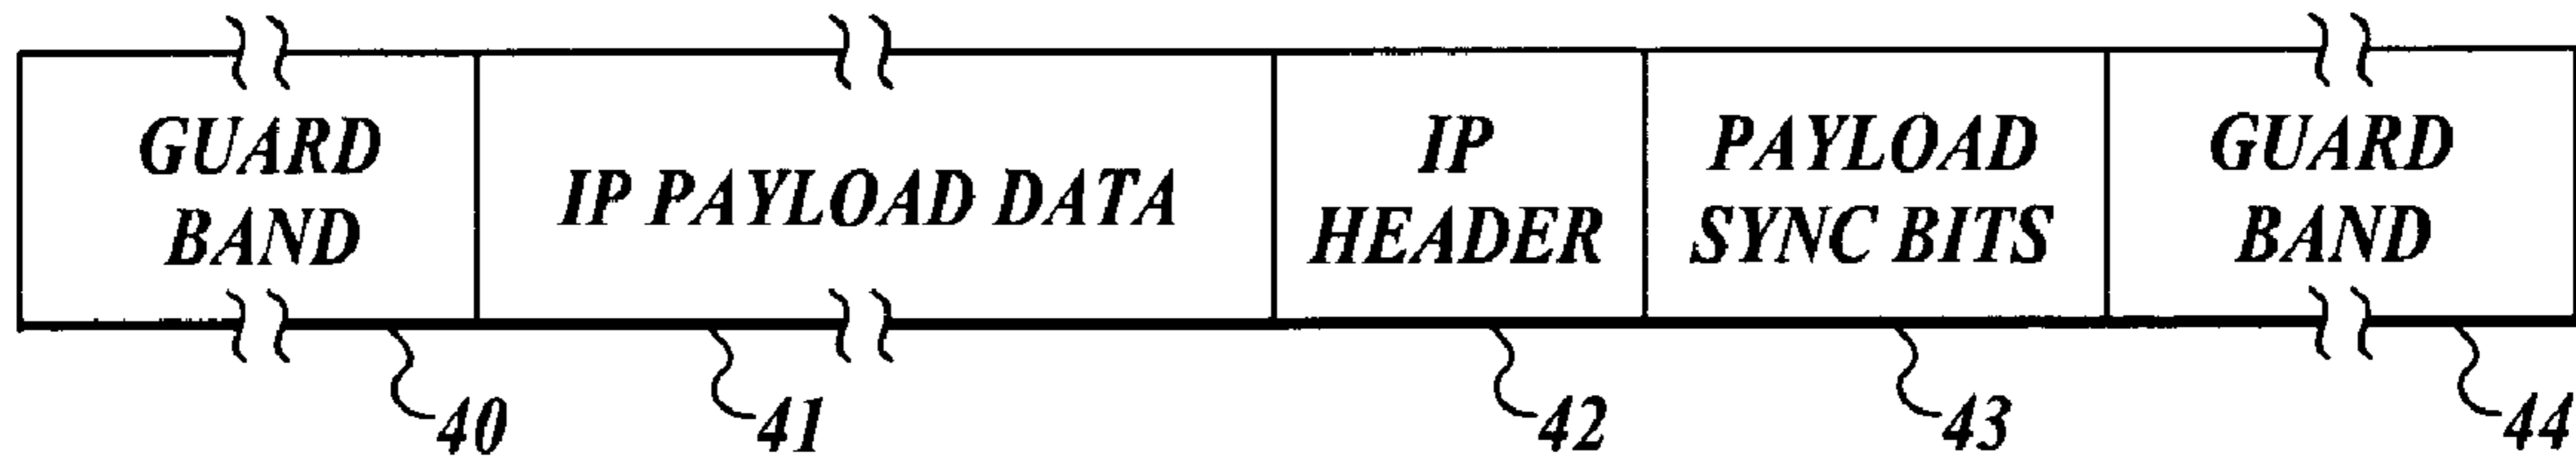 GUARD
BAND
IP PAYLOAD DATA
IP
HEADER
PAYLOAD
SYNC BITS
GUARD
BAND
40
41
42
43
44